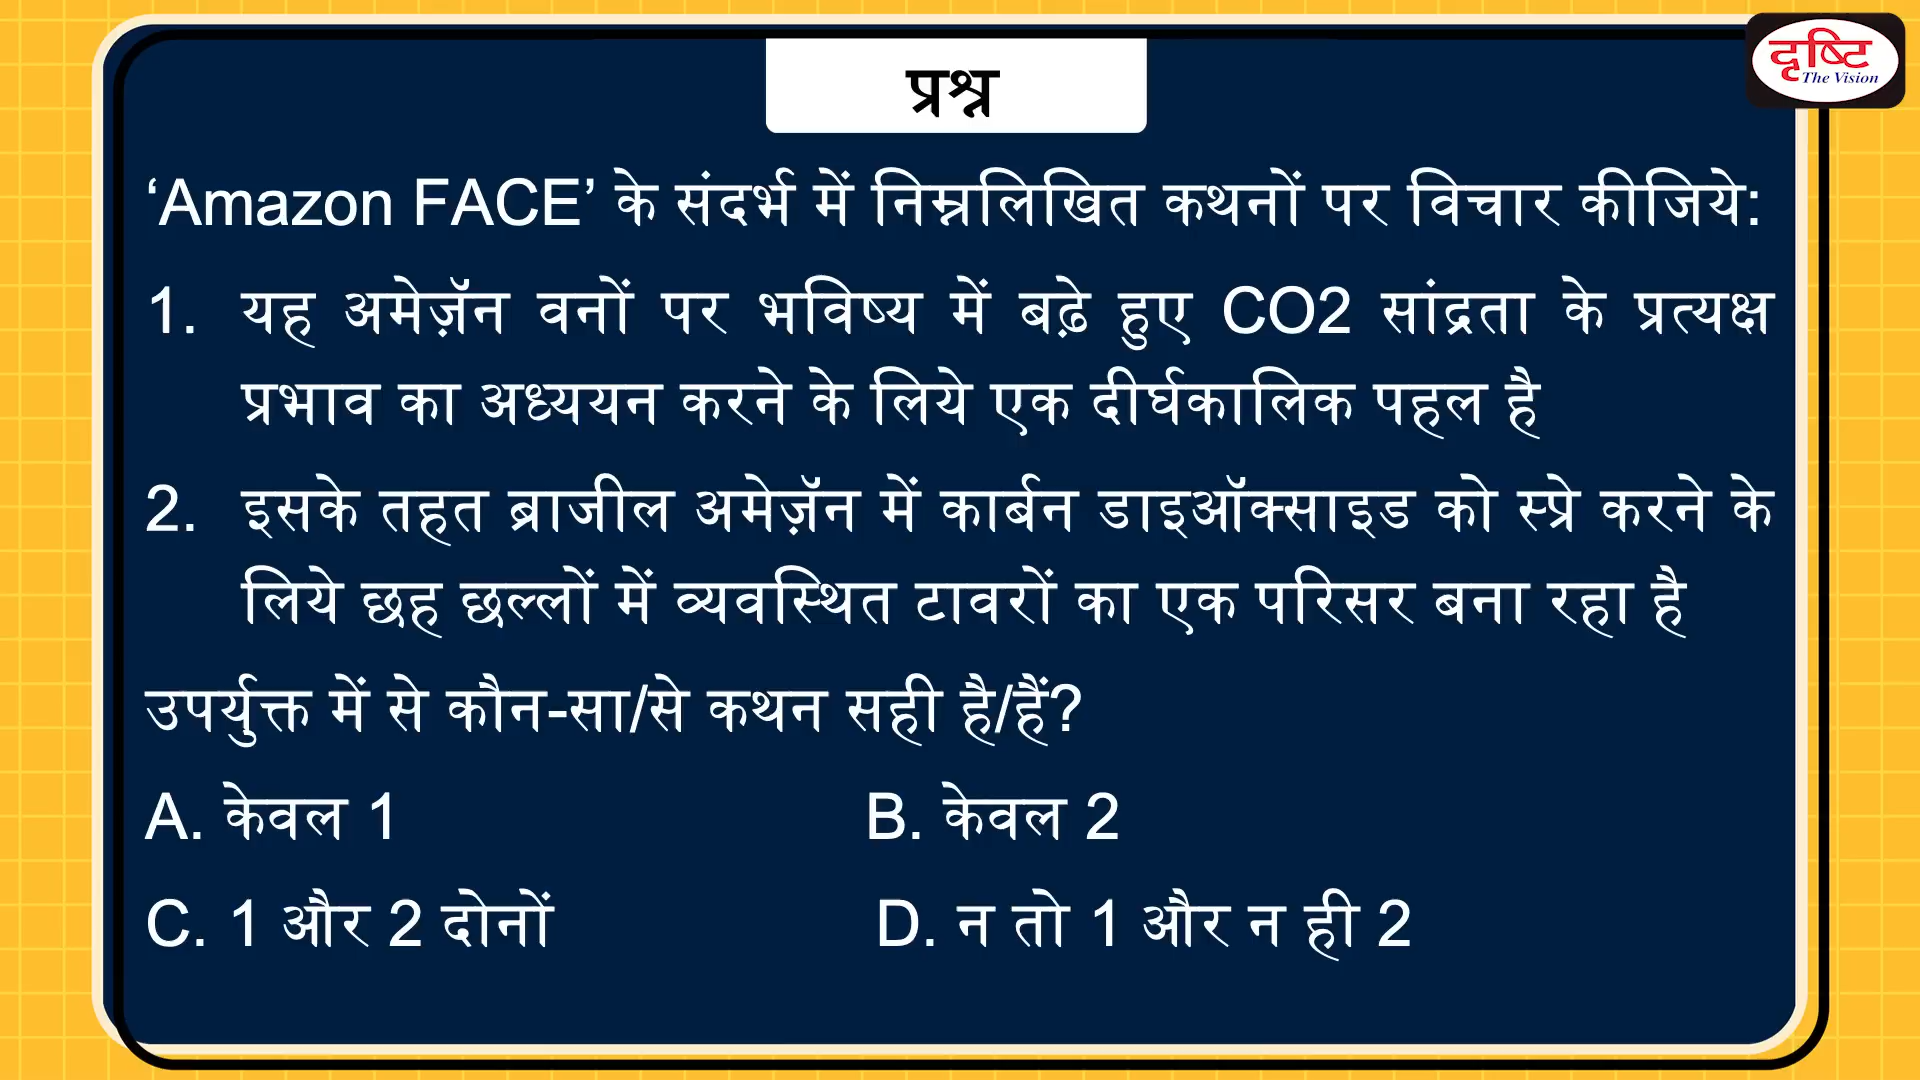 प्रश्न
दृष्टि
The Vision
‘Amazon FACE’ के संदर्भ में निम्नलिखित कथनों पर विचार कीजिये:
1. यह अमेज़ॅन वनों पर भविष्य में बढ़े हुए CO2 सांद्रता के प्रत्यक्ष
प्रभाव का अध्ययन करने के लिये एक दीर्घकालिक पहल है
2. इसके तहत ब्राजील अमेज़ॅन में कार्बन डाइऑक्साइड को स्प्रे करने के
लिये छह छल्लों में व्यवस्थित टावरों का एक परिसर बना रहा है
उपर्युक्त में से कौन-सा/से कथन सही है/हैं?
A. केवल 1 B. केवल 2
C. 1 और 2 दोनों D. न तो 1 और न ही 2